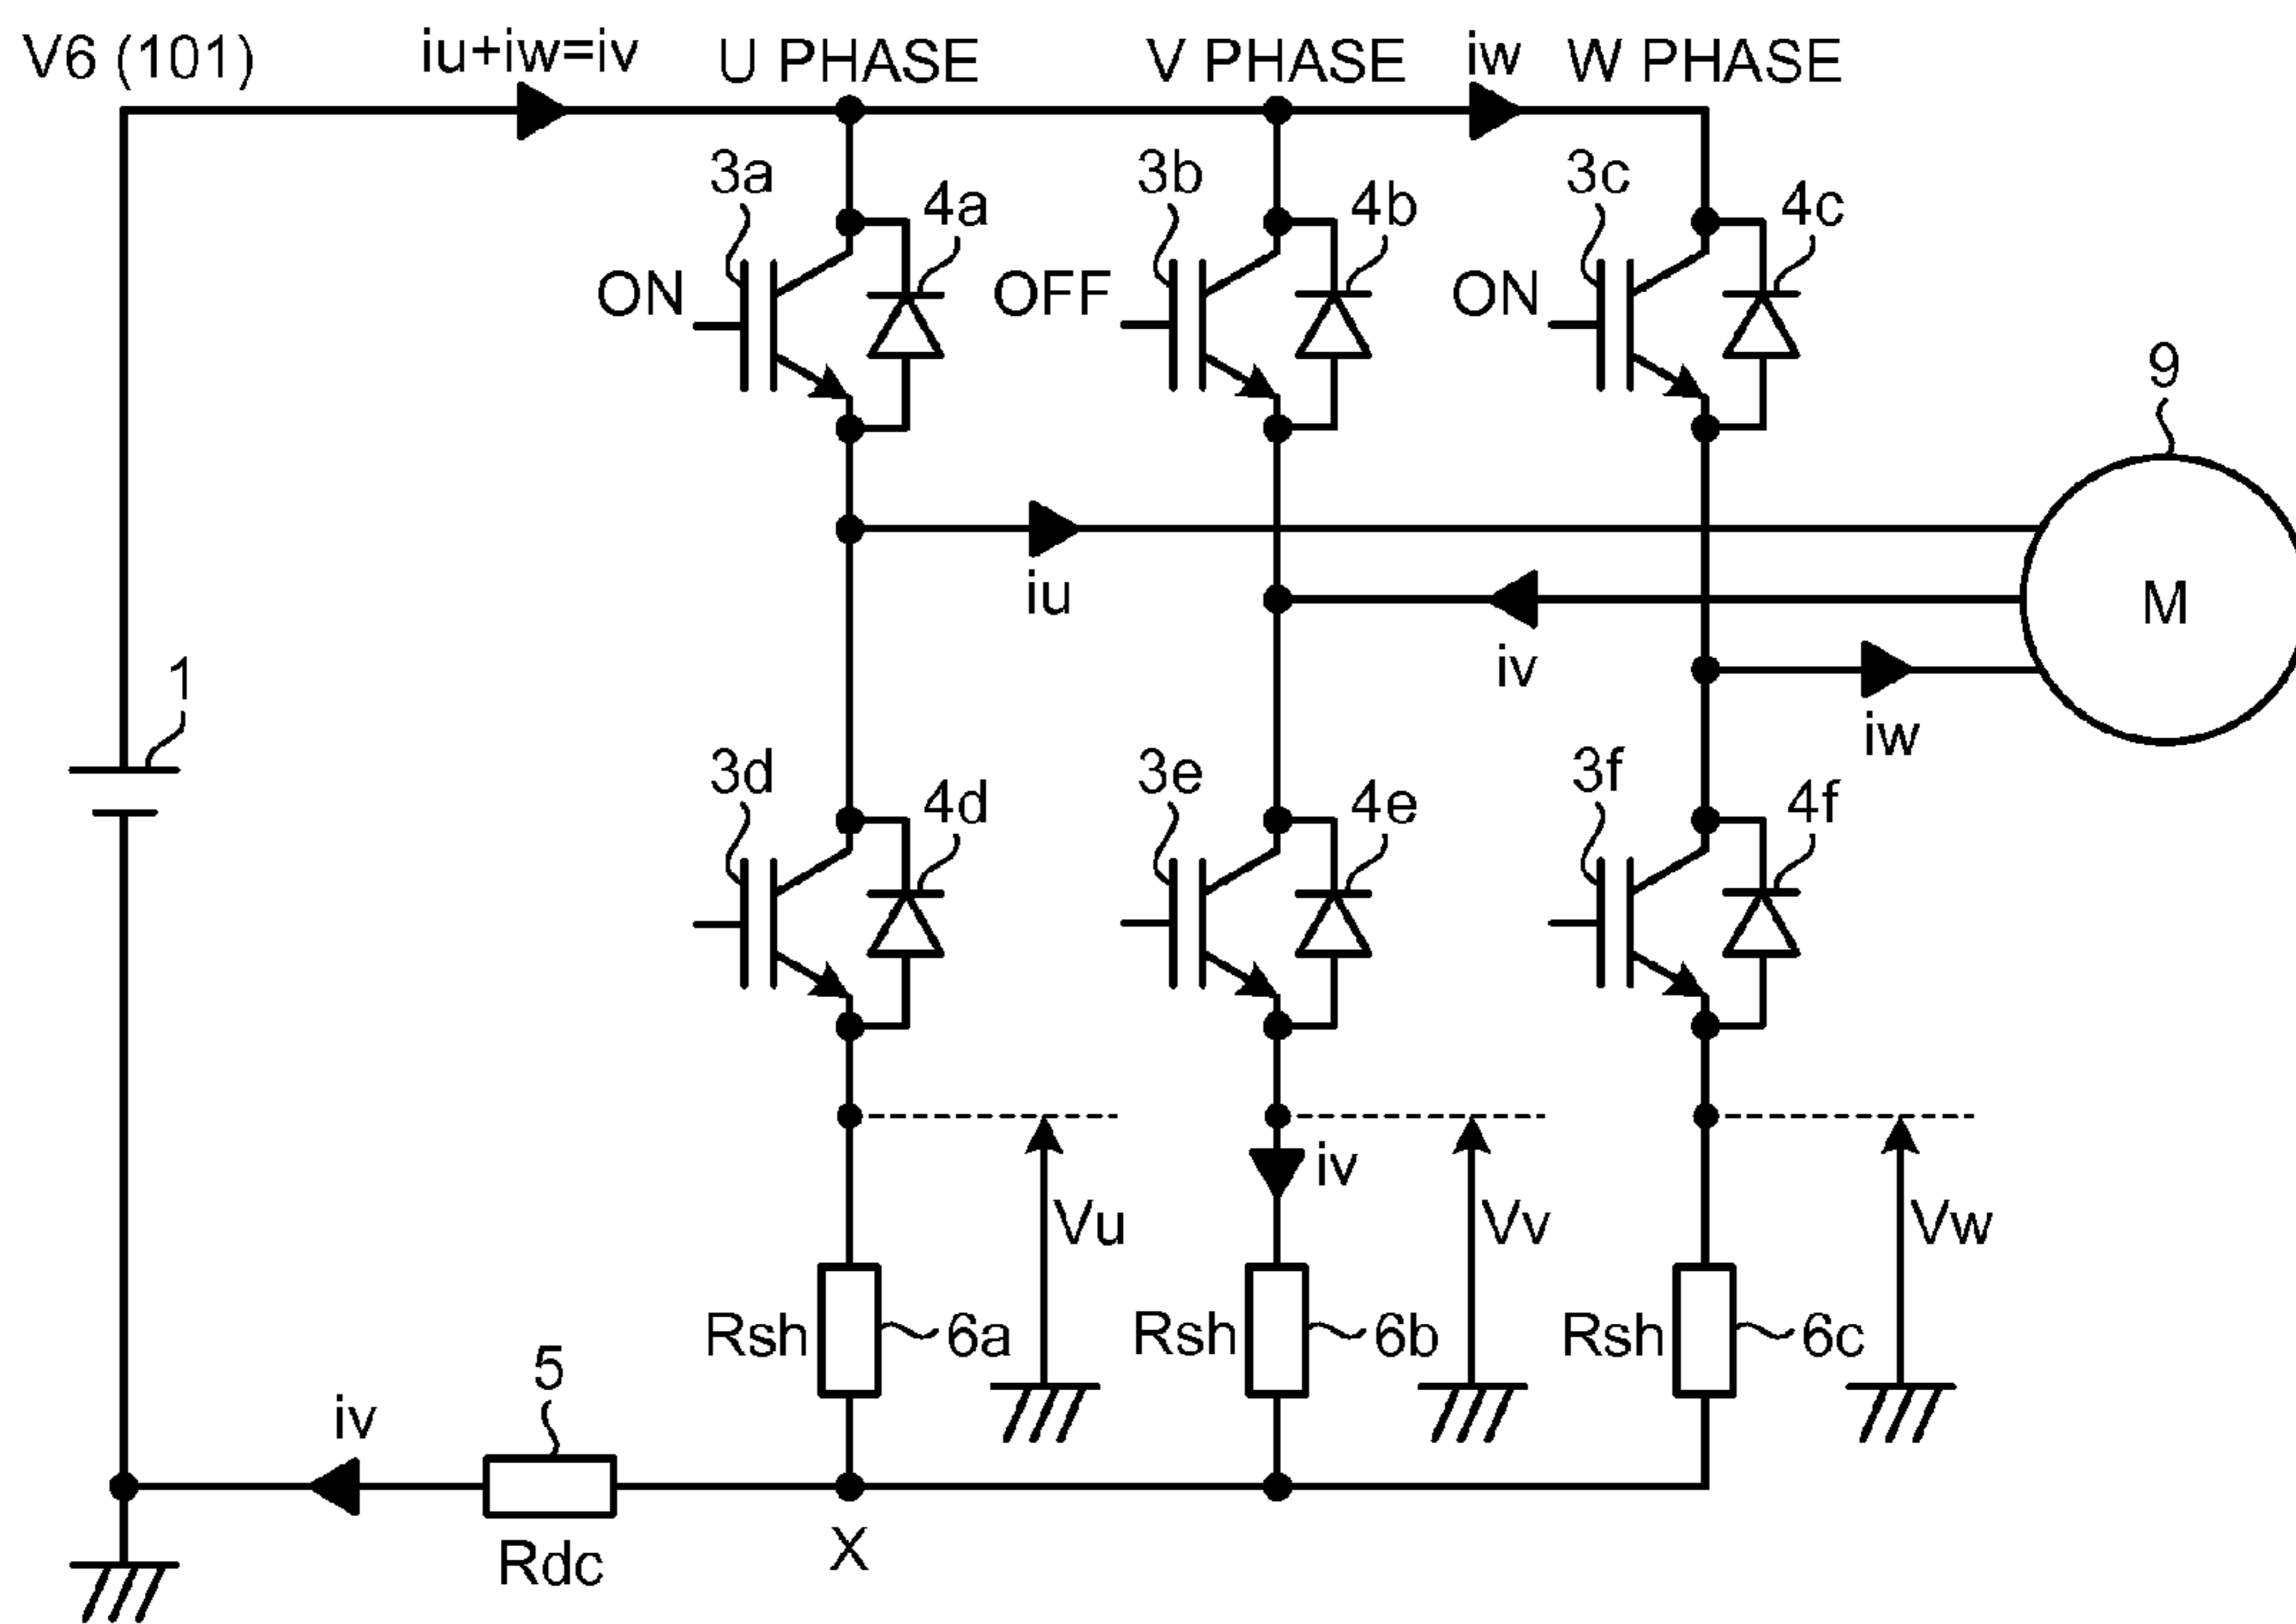 V6 (101)
iu+iw=iv
U PHASE
V PHASE
iw
W PHASE
3a
4a
3b
4b
3c
4c
ON
OFF
ON
9
M
iu
iv
iw
1
3d
4d
3e
4e
3f
4f
iv
Vu
Vv
Vw
Rsh
6a
Rsh
6b
Rsh
6c
5
iv
Rdc
X